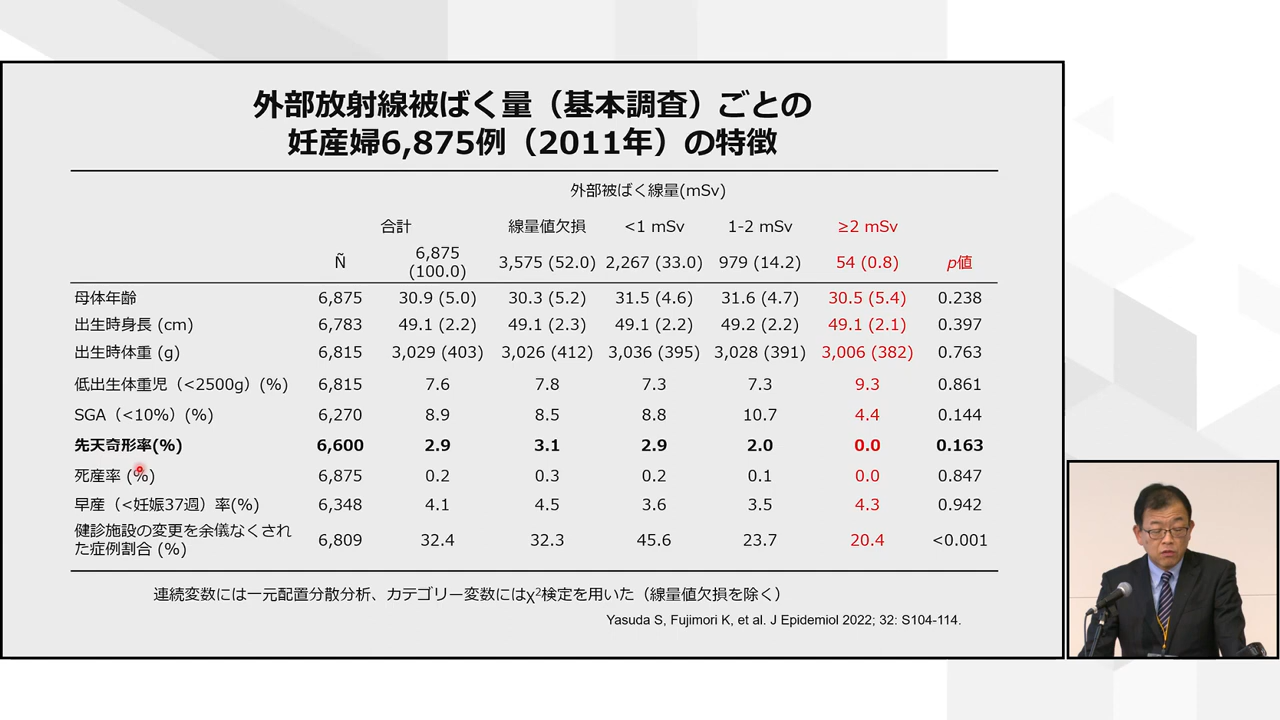 外部放射線被ばく量（基本調査）ごとの
妊産婦6,875例（2011年）の特徴
外部被ばく線量(mSv)
合計 線量値欠損 <1 mSv 1-2 mSv ≥2 mSv
Ñ 6,875 (100.0) 3,575 (52.0) 2,267 (33.0) 979 (14.2) 54 (0.8) p値
母体年齢 6,875 30.9 (5.0) 30.3 (5.2) 31.5 (4.6) 31.6 (4.7) 30.5 (5.4) 0.238
出生時身長 (cm) 6,783 49.1 (2.2) 49.1 (2.3) 49.1 (2.2) 49.2 (2.2) 49.1 (2.1) 0.397
出生時体重 (g) 6,815 3,029 (403) 3,026 (412) 3,036 (395) 3,028 (391) 3,006 (382) 0.763
低出生体重児（<2500g）(%) 6,815 7.6 7.8 7.3 7.3 9.3 0.861
SGA（<10%）(%) 6,270 8.9 8.5 8.8 10.7 4.4 0.144
先天奇形率(%) 6,600 2.9 3.1 2.9 2.0 0.0 0.163
死産率 (%) 6,875 0.2 0.3 0.2 0.1 0.0 0.847
早産（<妊娠37週）率(%) 6,348 4.1 4.5 3.6 3.5 4.3 0.942
健診施設の変更を余儀なくされ
た症例割合 (%) 6,809 32.4 32.3 45.6 23.7 20.4 <0.001
連続変数には一元配置分散分析、カテゴリー変数にはχ²検定を用いた（線量値欠損を除く）
Yasuda S, Fujimori K, et al. J Epidemiol 2022; 32: S104-114.